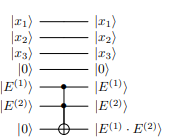 |x₁⟩ |x₁⟩
|x₂⟩ |x₂⟩
|x₃⟩ |x₃⟩
|0⟩ |0⟩
|E⁽¹⁾⟩ |E⁽¹⁾⟩
|E⁽²⁾⟩ |E⁽²⁾⟩
|0⟩ |E⁽¹⁾ · E⁽²⁾⟩